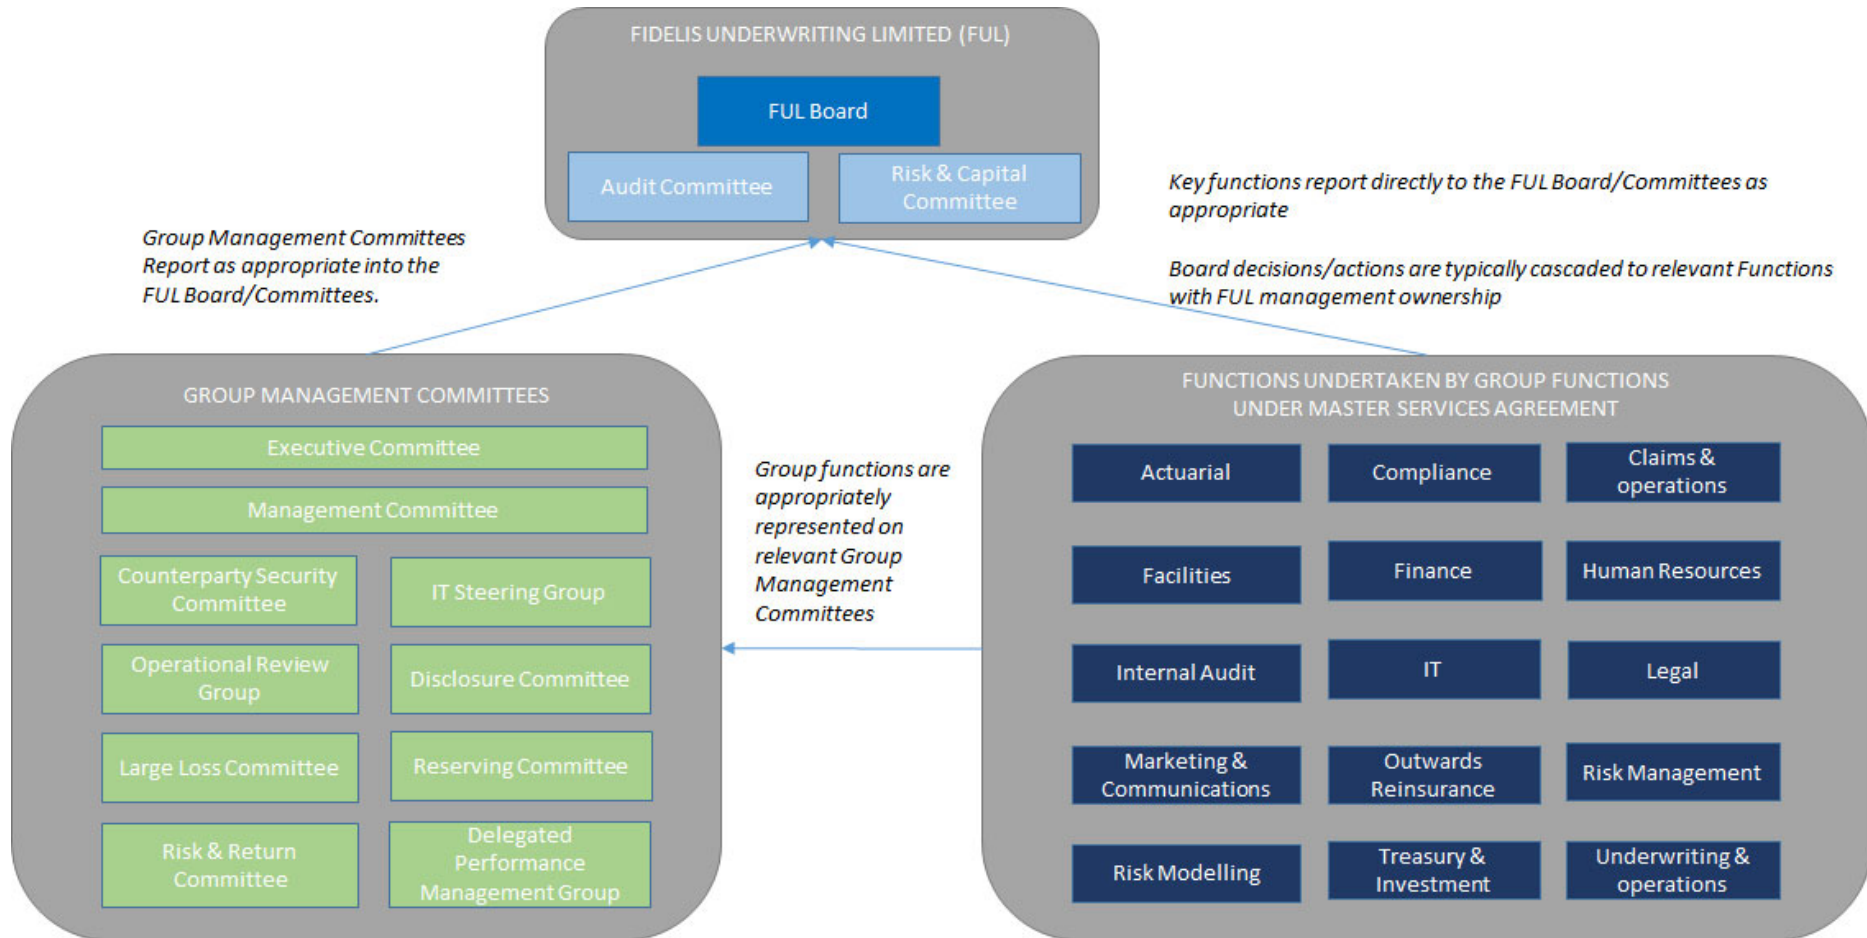 FIDELIS UNDERWRITING LIMITED (FUL)
FUL Board
Audit Committee
Risk & Capital
Committee
Group Management Committees
Report as appropriate into the
FUL Board/Committees.
Key functions report directly to the FUL Board/Committees as
appropriate
Board decisions/actions are typically cascaded to relevant Functions
with FUL management ownership
GROUP MANAGEMENT COMMITTEES
Executive Committee
Management Committee
Counterparty Security
Committee
IT Steering Group
Operational Review
Group
Disclosure Committee
Large Loss Committee
Reserving Committee
Risk & Return
Committee
Delegated
Performance
Management Group
Group functions are
appropriately
represented on
relevant Group
Management
Committees
FUNCTIONS UNDERTAKEN BY GROUP FUNCTIONS
UNDER MASTER SERVICES AGREEMENT
Actuarial
Compliance
Claims &
operations
Facilities
Finance
Human Resources
Internal Audit
IT
Legal
Marketing &
Communications
Outwards
Reinsurance
Risk Management
Risk Modelling
Treasury &
Investment
Underwriting &
operations